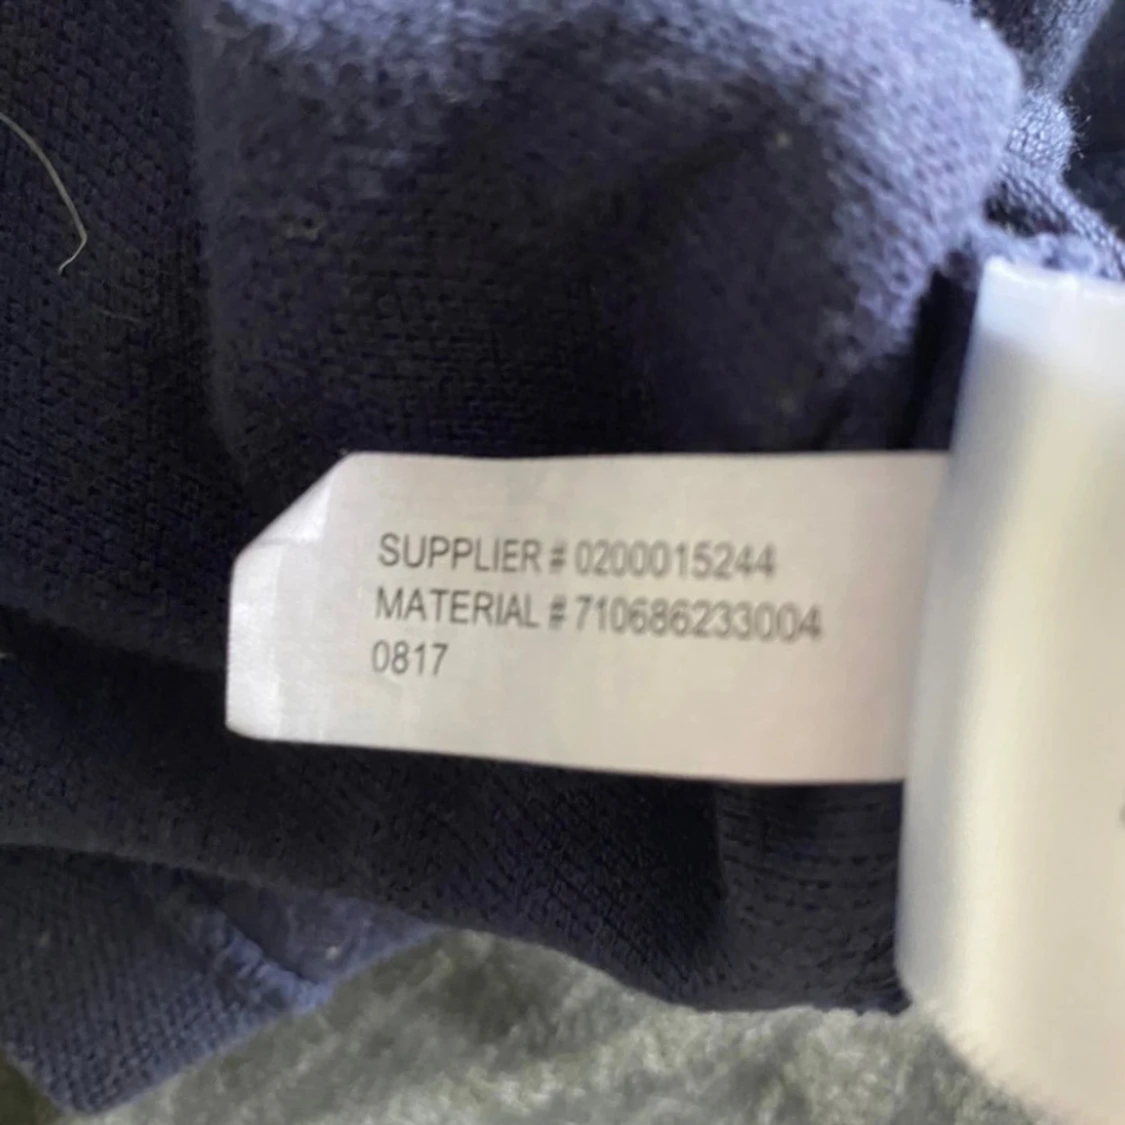 SUPPLIER # 0200015244
MATERIAL # 710686233004
0817